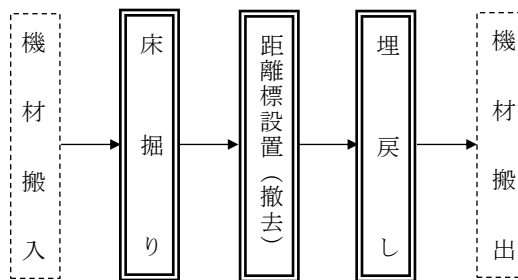 機材搬入
床掘り
距離標設置（撤去）
埋戻し
機材搬出